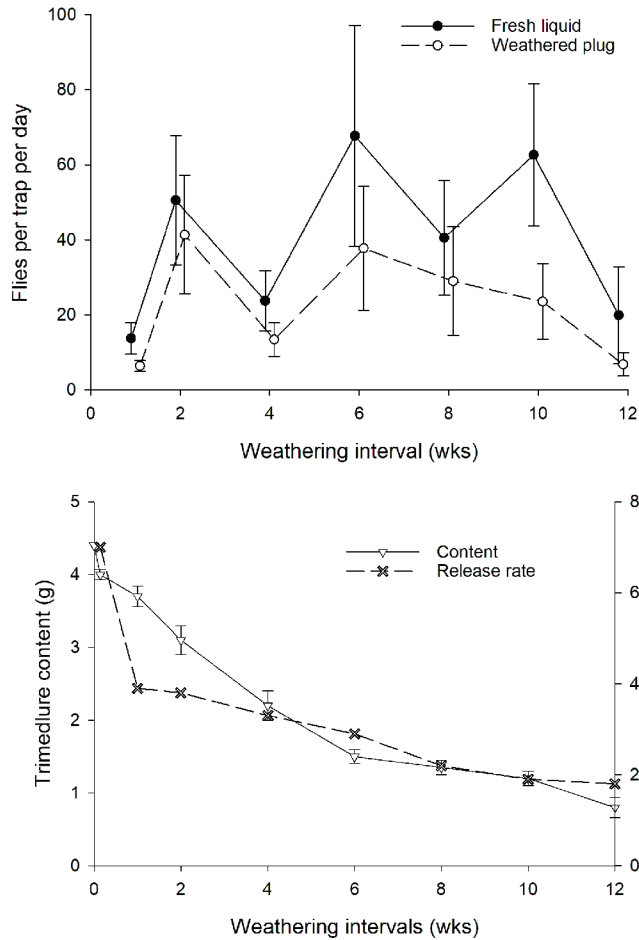 100
80
60
40
20
0
Flies per trap per day
Fresh liquid
Weathered plug
0 2 4 6 8 10 12
Weathering interval (wks)
5
4
3
2
1
0
Trimedlure content (g)
Content
Release rate
8
6
4
2
0
0 2 4 6 8 10 12
Weathering intervals (wks)